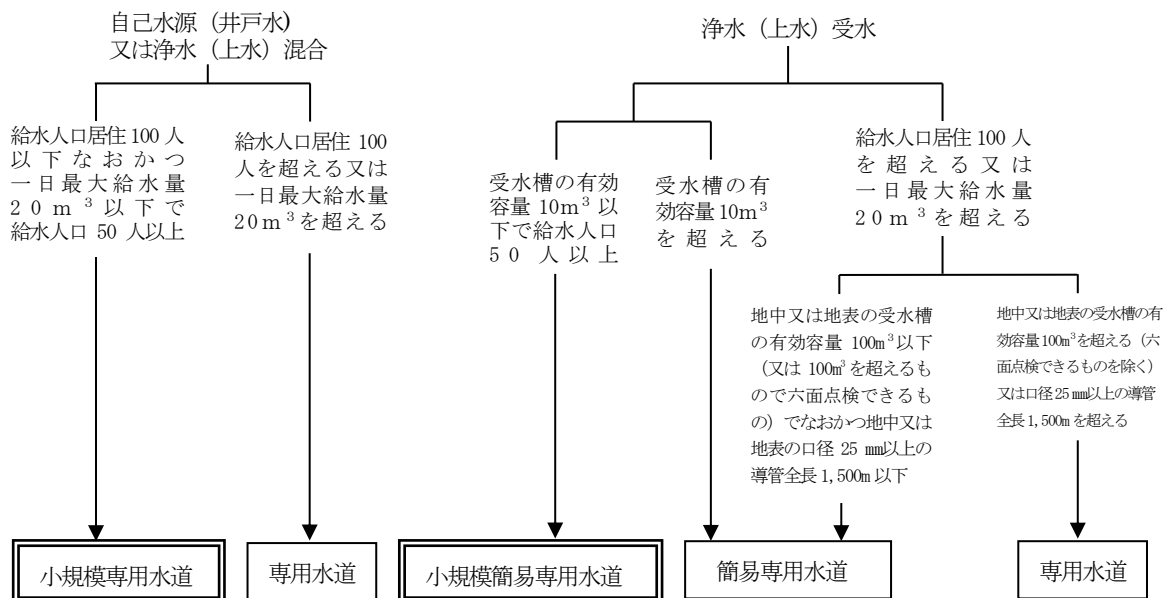 自己水源（井戸水）
又は浄水（上水）混合
浄水（上水）受水
給水人口居住 100 人
以下なおかつ
一日最大給水量
20ｍ³以下で
給水人口 50 人以上
給水人口居住 100
人を超える又は
一日最大給水量
20ｍ³を超える
受水槽の有効
容量 10ｍ³以
下で給水人口
50 人以上
受水槽の有
効容量 10ｍ³
を超える
給水人口居住 100 人
を超える又は
一日最大給水量
20ｍ³を超える
地中又は地表の受水槽
の有効容量 100m³以下
（又は 100㎥を超えるも
ので六面点検できるも
の）でなおかつ地中又は
地表の口径 25 ㎜以上の
導管全長 1,500m 以下
地中又は地表の受水槽の有
効容量 100m³を超える（六
面点検できるものを除く）
又は口径 25 ㎜以上の導管
全長 1,500m を超える
小規模専用水道
専用水道
小規模簡易専用水道
簡易専用水道
専用水道